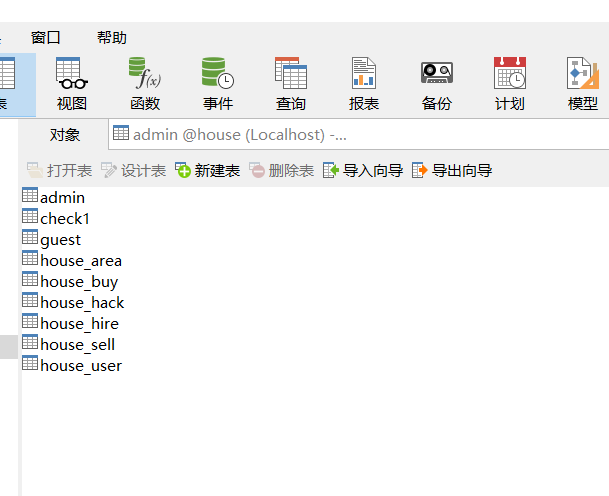 窗口 帮助
表 视图 函数 事件 查询 报表 备份 计划 模型
对象 admin @house (Localhost) -...
打开表 设计表 新建表 删除表 导入向导 导出向导
admin
check1
guest
house_area
house_buy
house_hack
house_hire
house_sell
house_user